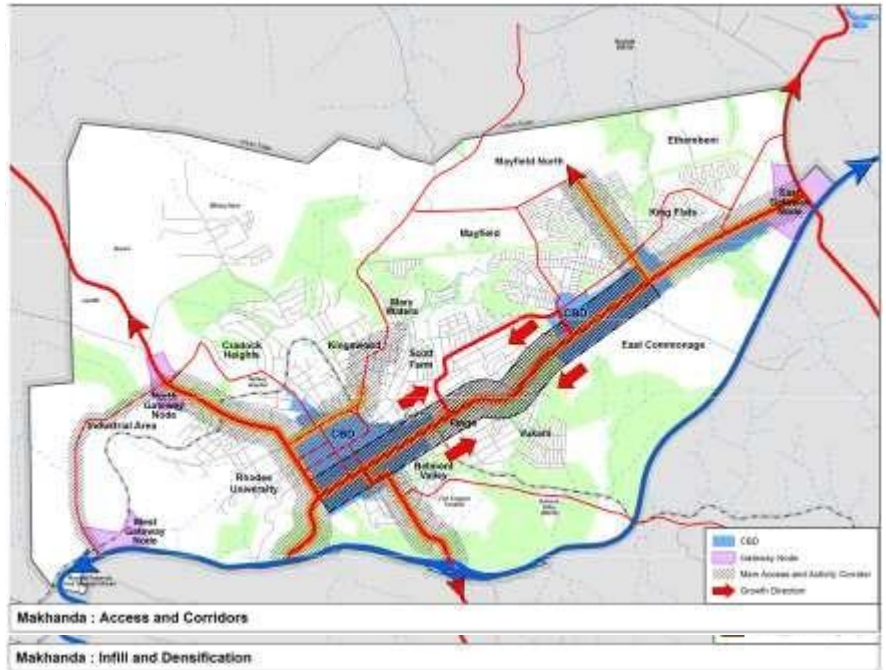 Mayfield North
Ethembeni
King Flats
East
Gateway
Node
Mayfield
CBD
Mary
Waters
Cradock
Heights
Kingswood
Scott
Farm
East Commonage
North
Gateway
Node
Industrial Area
CBD
Fingo
Vukani
Rhodes
University
Belmont
Valley
West
Gateway
Node
CBD
Gateway Node
Main Access and Activity Corridor
Growth Direction
Makhanda : Access and Corridors
Makhanda : Infill and Densification